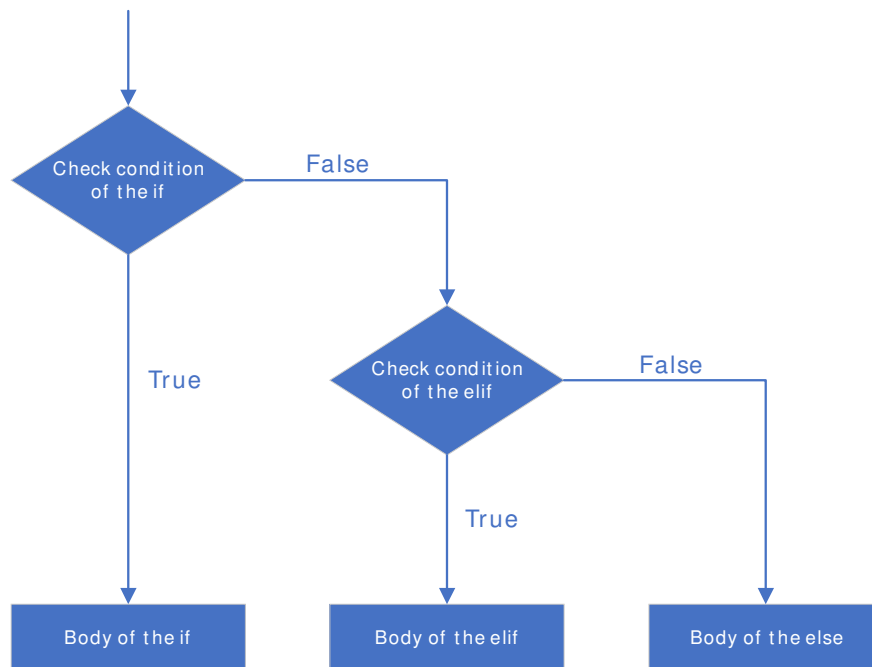 Check condition
of the if
False
Check condition
of the elif
False
True
True
Body of the if
Body of the elif
Body of the else